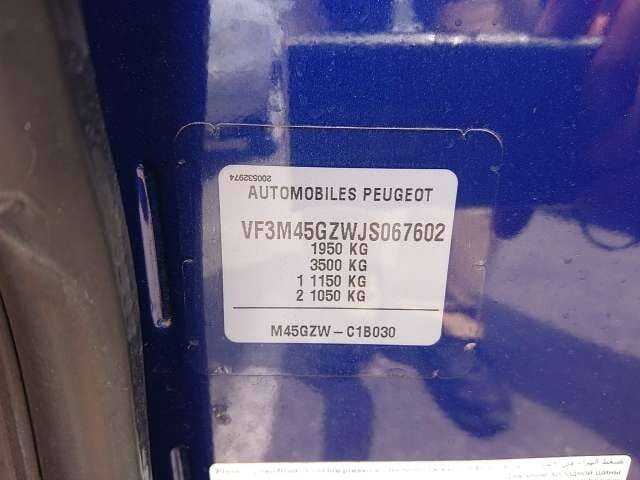 200532974
AUTOMOBILES PEUGEOT
VF3M45GZWJS067602
1950 KG
3500 KG
1 1150 KG
2 1050 KG
M45GZW-C1B030